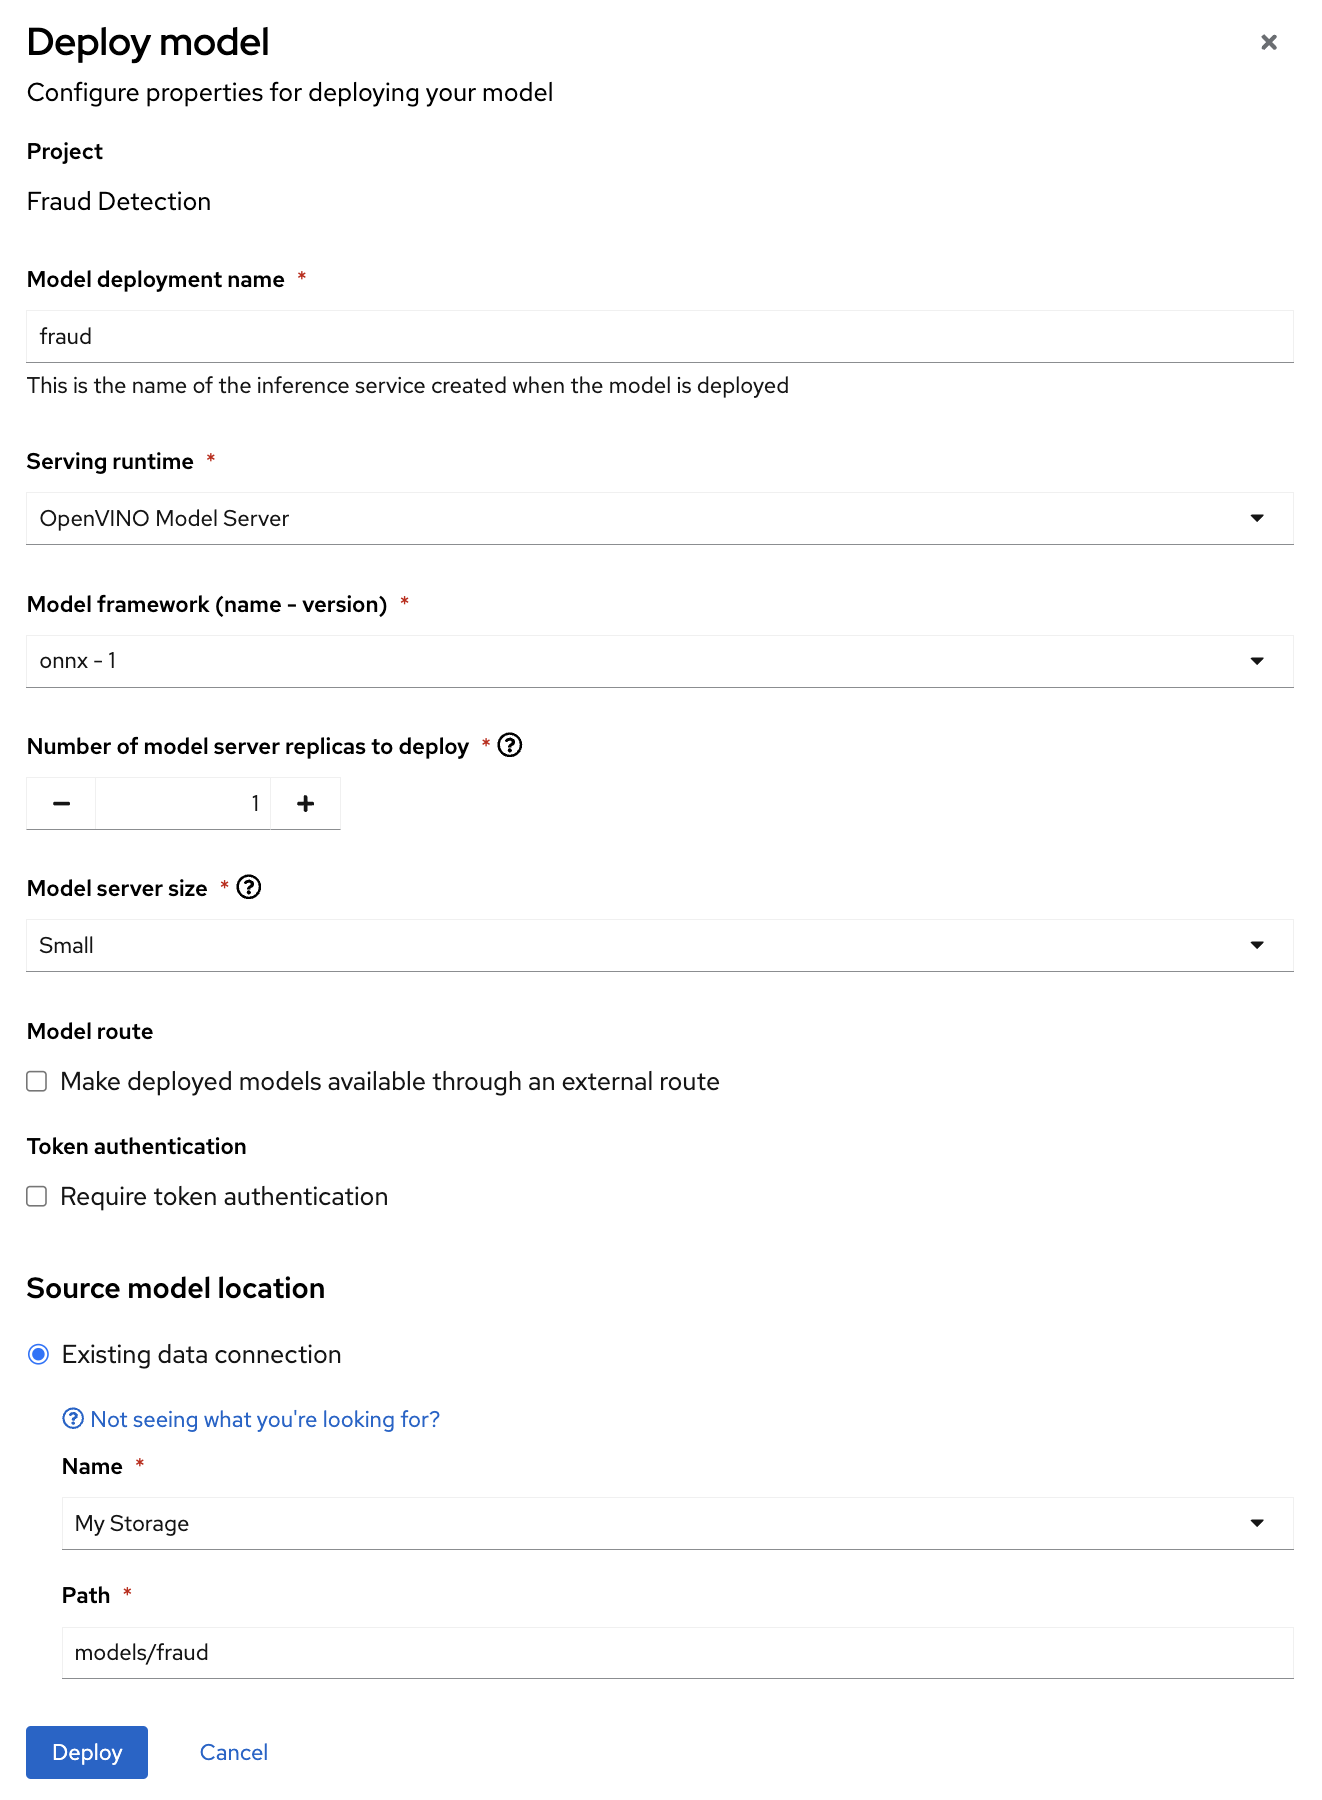 Deploy model
Configure properties for deploying your model
Project
Fraud Detection
Model deployment name *
fraud
This is the name of the inference service created when the model is deployed
Serving runtime *
OpenVINO Model Server
Model framework (name - version) *
onnx - 1
Number of model server replicas to deploy *
1
Model server size *
Small
Model route
Make deployed models available through an external route
Token authentication
Require token authentication
Source model location
Existing data connection
Not seeing what you're looking for?
Name *
My Storage
Path *
models/fraud
Deploy Cancel